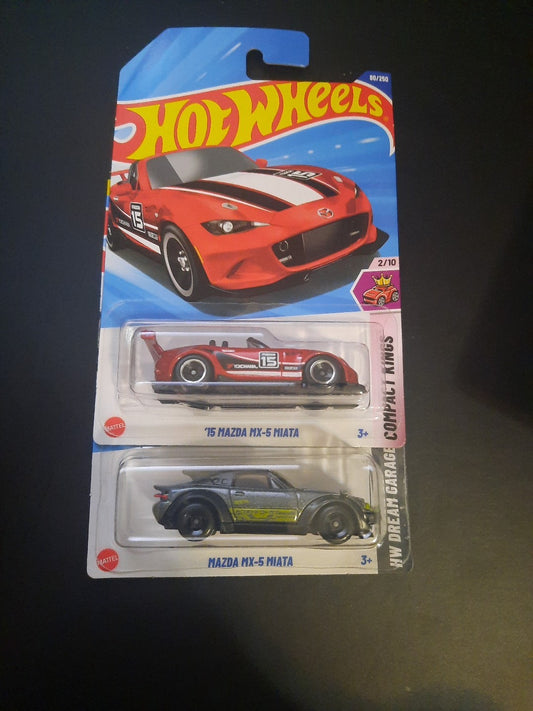 80/250
HOT WHEELS
15
2/10
COMPACT KINGS
15
YOKOHAMA
MATTEL
'15 MAZDA MX-5 MIATA
3+
HW DREAM GARAGE
MATTEL
MAZDA MX-5 MIATA
3+